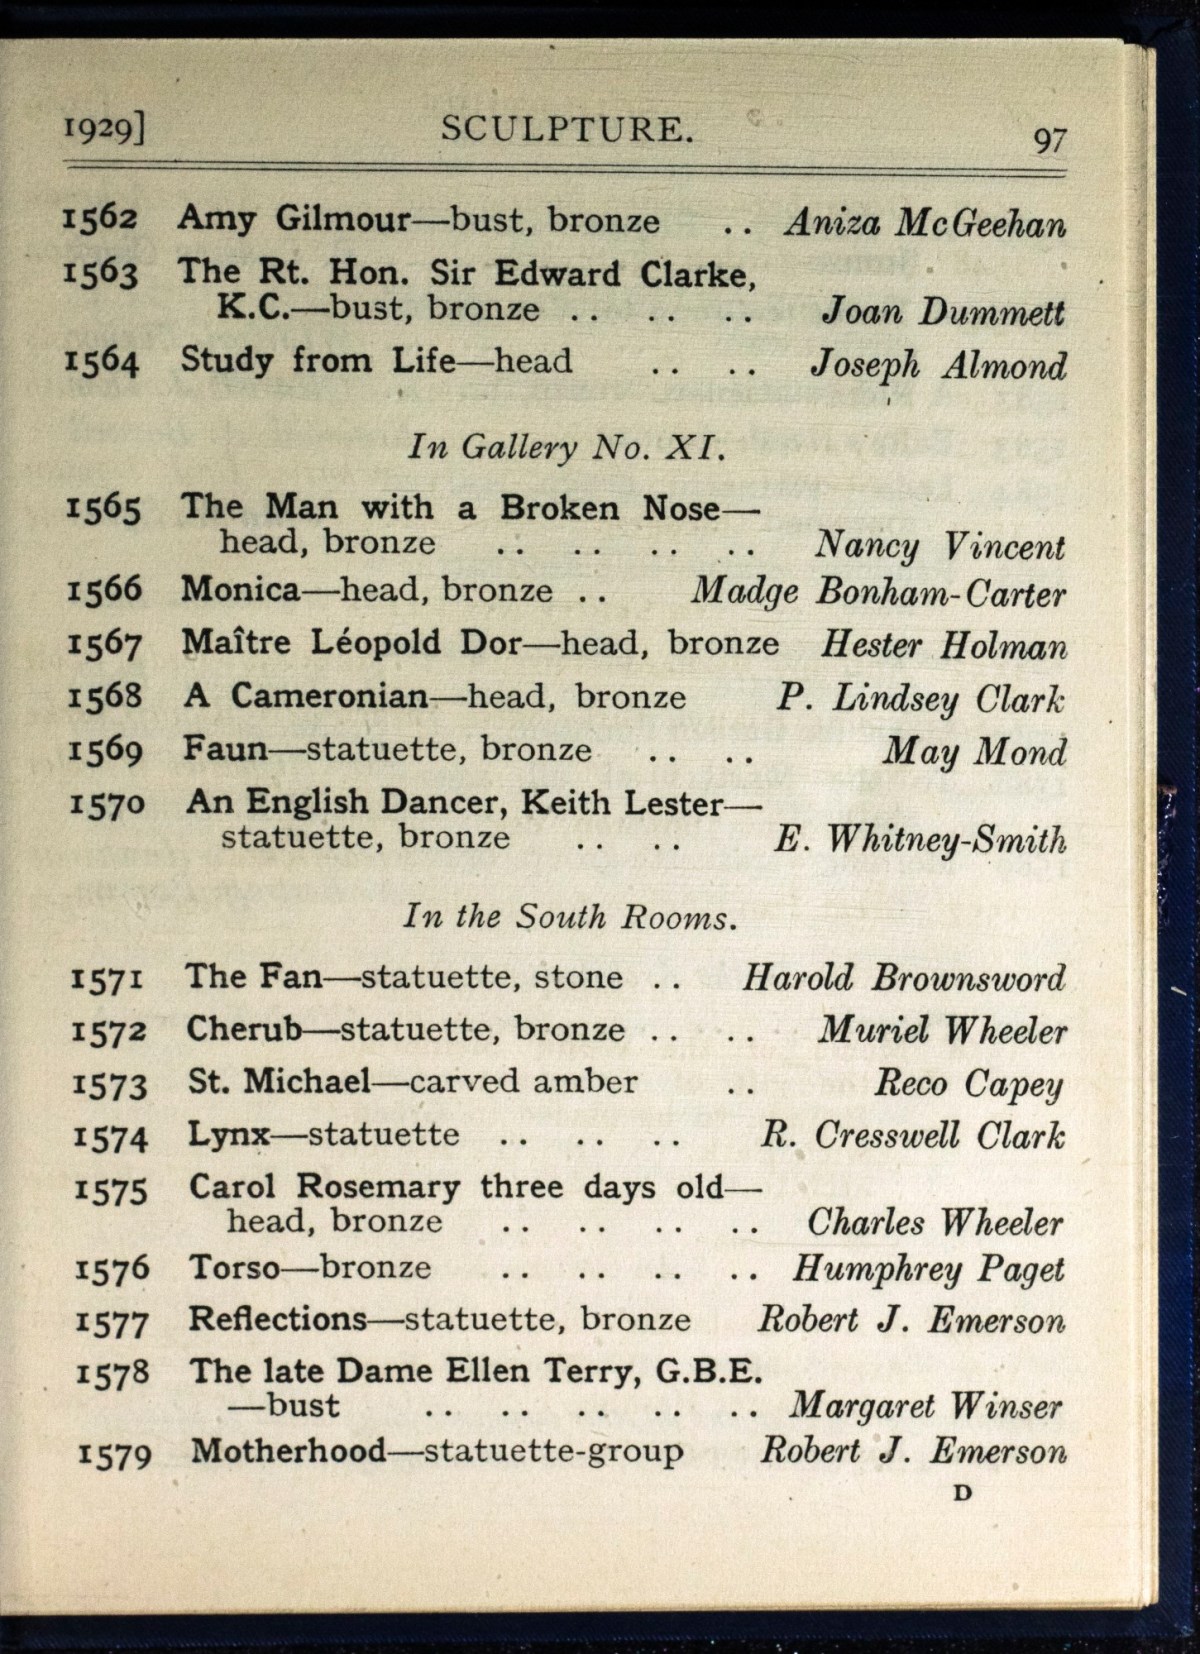 1929] SCULPTURE. 97
1562 Amy Gilmour—bust, bronze .. Aniza McGeehan
1563 The Rt. Hon. Sir Edward Clarke,
K.C.—bust, bronze .. .. .. Joan Dummett
1564 Study from Life—head .. .. Joseph Almond
In Gallery No. XI.
1565 The Man with a Broken Nose—
head, bronze .. .. .. .. Nancy Vincent
1566 Monica—head, bronze .. Madge Bonham-Carter
1567 Maître Léopold Dor—head, bronze Hester Holman
1568 A Cameronian—head, bronze P. Lindsey Clark
1569 Faun—statuette, bronze .. .. May Mond
1570 An English Dancer, Keith Lester—
statuette, bronze .. .. E. Whitney-Smith
In the South Rooms.
1571 The Fan—statuette, stone .. Harold Brownsword
1572 Cherub—statuette, bronze .. .. Muriel Wheeler
1573 St. Michael—carved amber .. Reco Capey
1574 Lynx—statuette .. .. .. R. Cresswell Clark
1575 Carol Rosemary three days old—
head, bronze .. .. .. .. Charles Wheeler
1576 Torso—bronze .. .. .. .. Humphrey Paget
1577 Reflections—statuette, bronze Robert J. Emerson
1578 The late Dame Ellen Terry, G.B.E.
—bust .. .. .. .. .. Margaret Winser
1579 Motherhood—statuette-group Robert J. Emerson
D